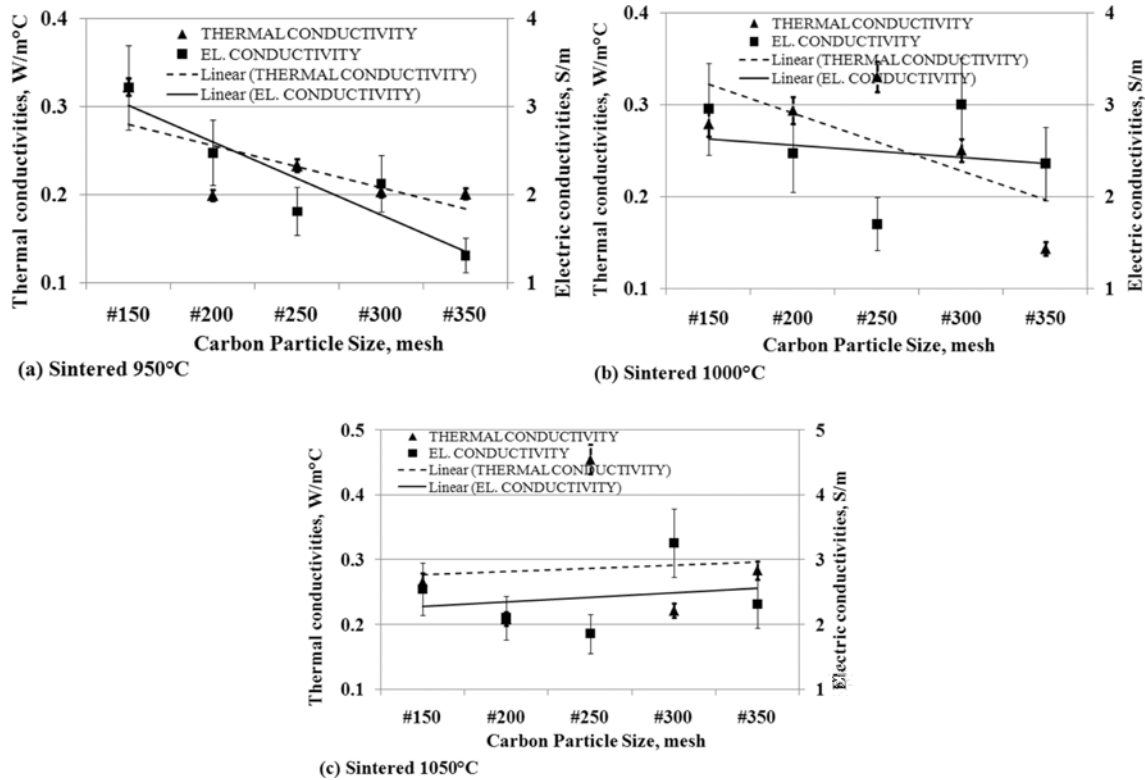 0.4
0.3
0.2
0.1
Thermal conductivities, W/m°C
THERMAL CONDUCTIVITY
EL. CONDUCTIVITY
Linear (THERMAL CONDUCTIVITY)
Linear (EL. CONDUCTIVITY)
4
3
2
1
Electric conductivities, S/m
#150 #200 #250 #300 #350
Carbon Particle Size, mesh
(a) Sintered 950°C
0.4
0.3
0.2
0.1
Thermal conductivities, W/m°C
THERMAL CONDUCTIVITY
EL. CONDUCTIVITY
Linear (THERMAL CONDUCTIVITY)
Linear (EL. CONDUCTIVITY)
4
3
2
1
Electric conductivities, S/m
#150 #200 #250 #300 #350
Carbon Particle Size, mesh
(b) Sintered 1000°C
0.5
0.4
0.3
0.2
0.1
Thermal conductivities, W/m°C
THERMAL CONDUCTIVITY
EL. CONDUCTIVITY
Linear (THERMAL CONDUCTIVITY)
Linear (EL. CONDUCTIVITY)
5
4
3
2
1
Electric conductivities, S/m
#150 #200 #250 #300 #350
Carbon Particle Size, mesh
(c) Sintered 1050°C